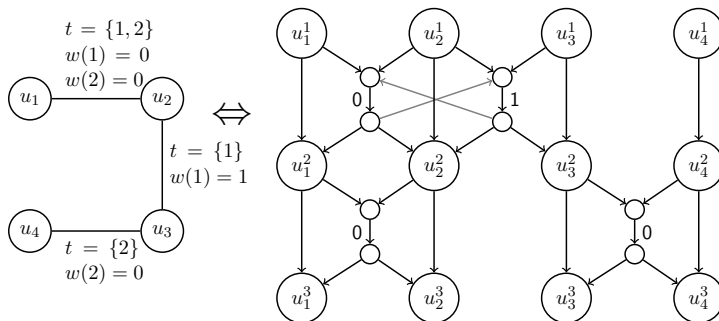 t = {1, 2}
w(1) = 0
w(2) = 0
u₁ u₂
t = {1}
w(1) = 1
u₄ u₃
t = {2}
w(2) = 0
⇔
u₁¹ u₂¹ u₃¹ u₄¹
0 1
u₁² u₂² u₃² u₄²
0 0
u₁³ u₂³ u₃³ u₄³